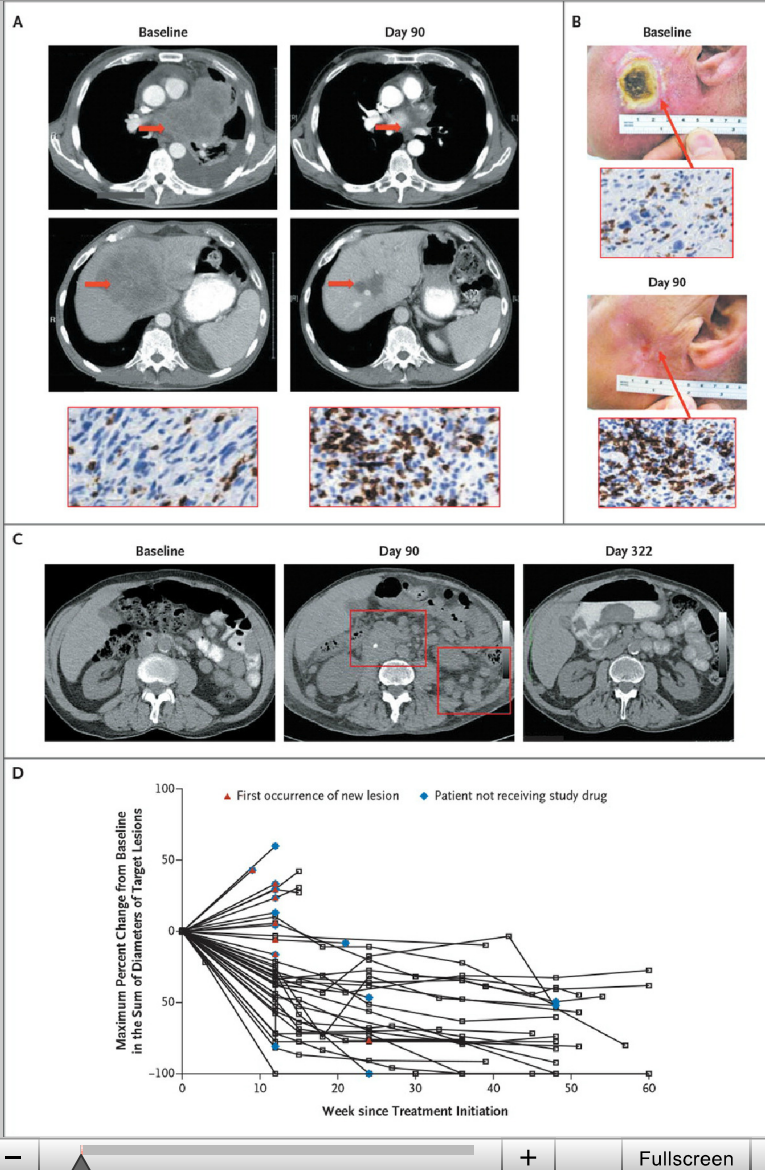 A
Baseline
Day 90
B
Baseline
Day 90
C
Baseline
Day 90
Day 322
D
Maximum Percent Change from Baseline
in the Sum of Diameters of Target Lesions
100
50
0
50
−100
First occurrence of new lesion
Patient not receiving study drug
0
10
20
30
40
50
60
Week since Treatment Initiation
−
+
Fullscreen